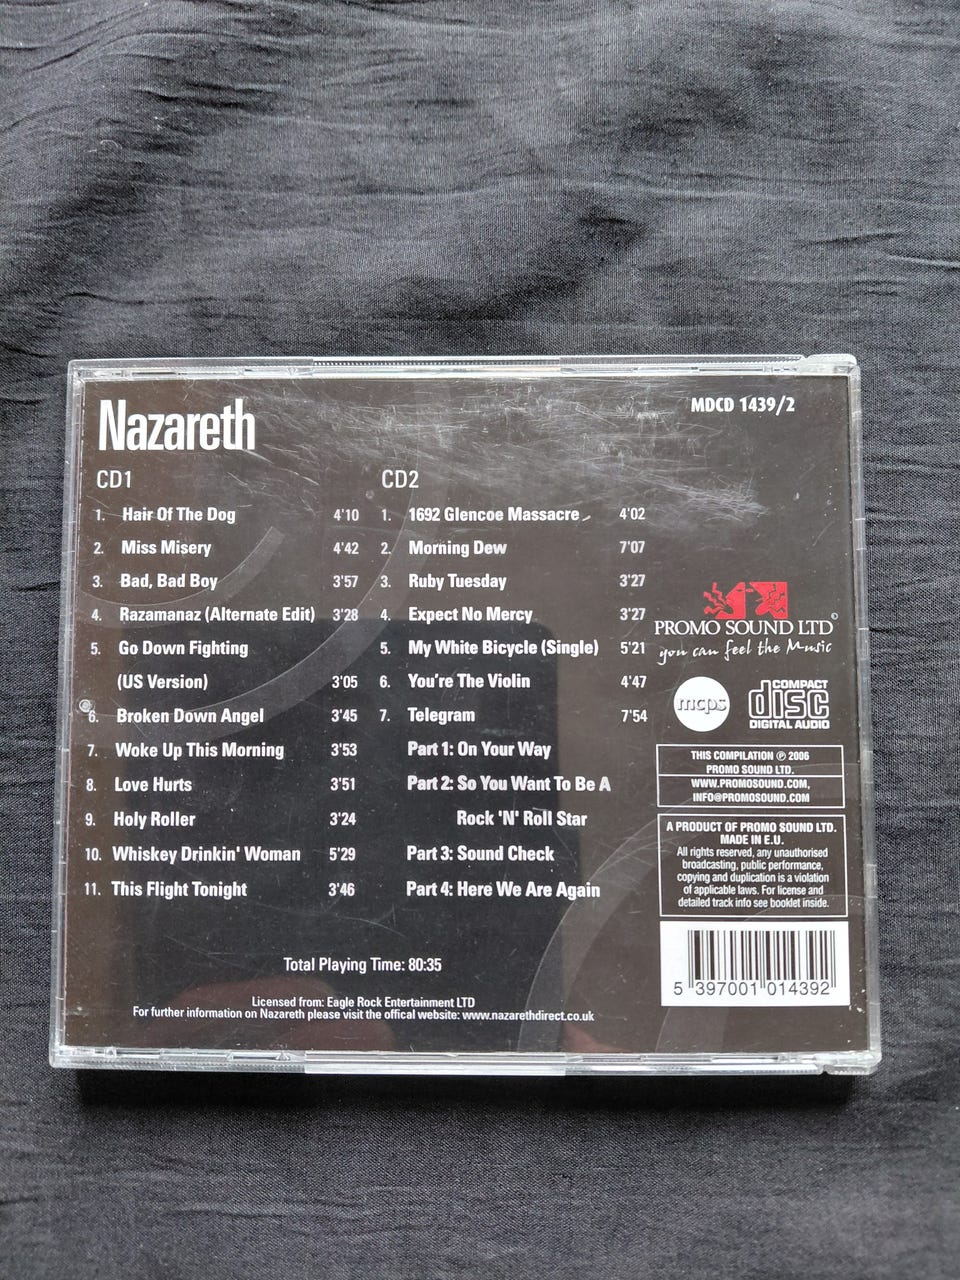 Nazareth
MDCD 1439/2
CD1
1. Hair Of The Dog 4'10
2. Miss Misery 4'42
3. Bad, Bad Boy 3'57
4. Razamanaz (Alternate Edit) 3'28
5. Go Down Fighting
(US Version) 3'05
6. Broken Down Angel 3'45
7. Woke Up This Morning 3'53
8. Love Hurts 3'51
9. Holy Roller 3'24
10. Whiskey Drinkin' Woman 5'29
11. This Flight Tonight 3'46
CD2
1. 1692 Glencoe Massacre 4'02
2. Morning Dew 7'07
3. Ruby Tuesday 3'27
4. Expect No Mercy 3'27
5. My White Bicycle (Single) 5'21
6. You're The Violin 4'47
7. Telegram 7'54
Part 1: On Your Way
Part 2: So You Want To Be A
Rock 'N' Roll Star
Part 3: Sound Check
Part 4: Here We Are Again
Total Playing Time: 80:35
Licensed from: Eagle Rock Entertainment LTD
For further information on Nazareth please visit the offical website: www.nazarethdirect.co.uk
PROMO SOUND LTD©
you can feel the Music
mcps
COMPACT
disc
DIGITAL AUDIO
THIS COMPILATION ℗ 2006
PROMO SOUND LTD.
WWW.PROMOSOUND.COM,
INFO@PROMOSOUND.COM
A PRODUCT OF PROMO SOUND LTD.
MADE IN E.U.
All rights reserved, any unauthorised
broadcasting, public performance,
copying and duplication is a violation
of applicable laws. For license and
detailed track info see booklet inside.
5 397001 014392